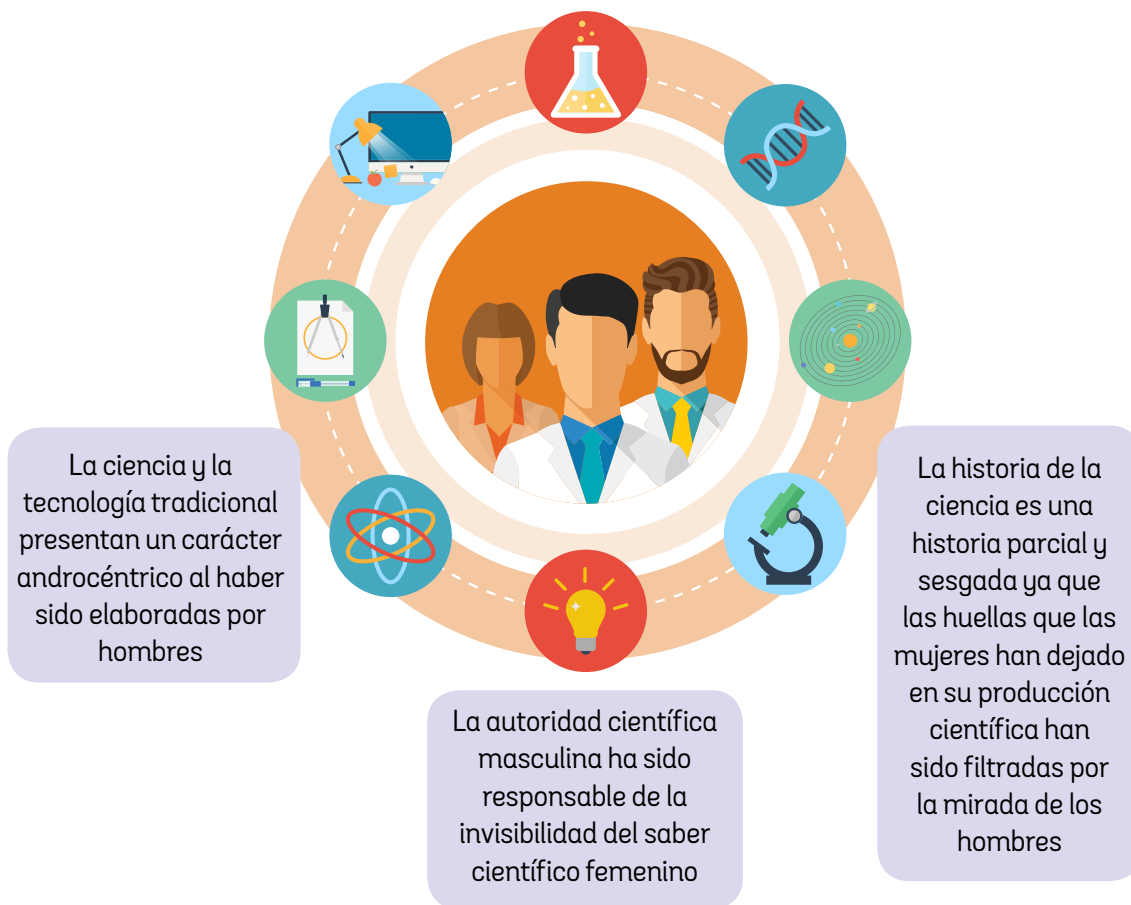 La ciencia y la
tecnología tradicional
presentan un carácter
androcéntrico al haber
sido elaboradas por
hombres
La autoridad científica
masculina ha sido
responsable de la
invisibilidad del saber
científico femenino
La historia de la
ciencia es una
historia parcial y
sesgada ya que
las huellas que las
mujeres han dejado
en su producción
científica han
sido filtradas por
la mirada de los
hombres